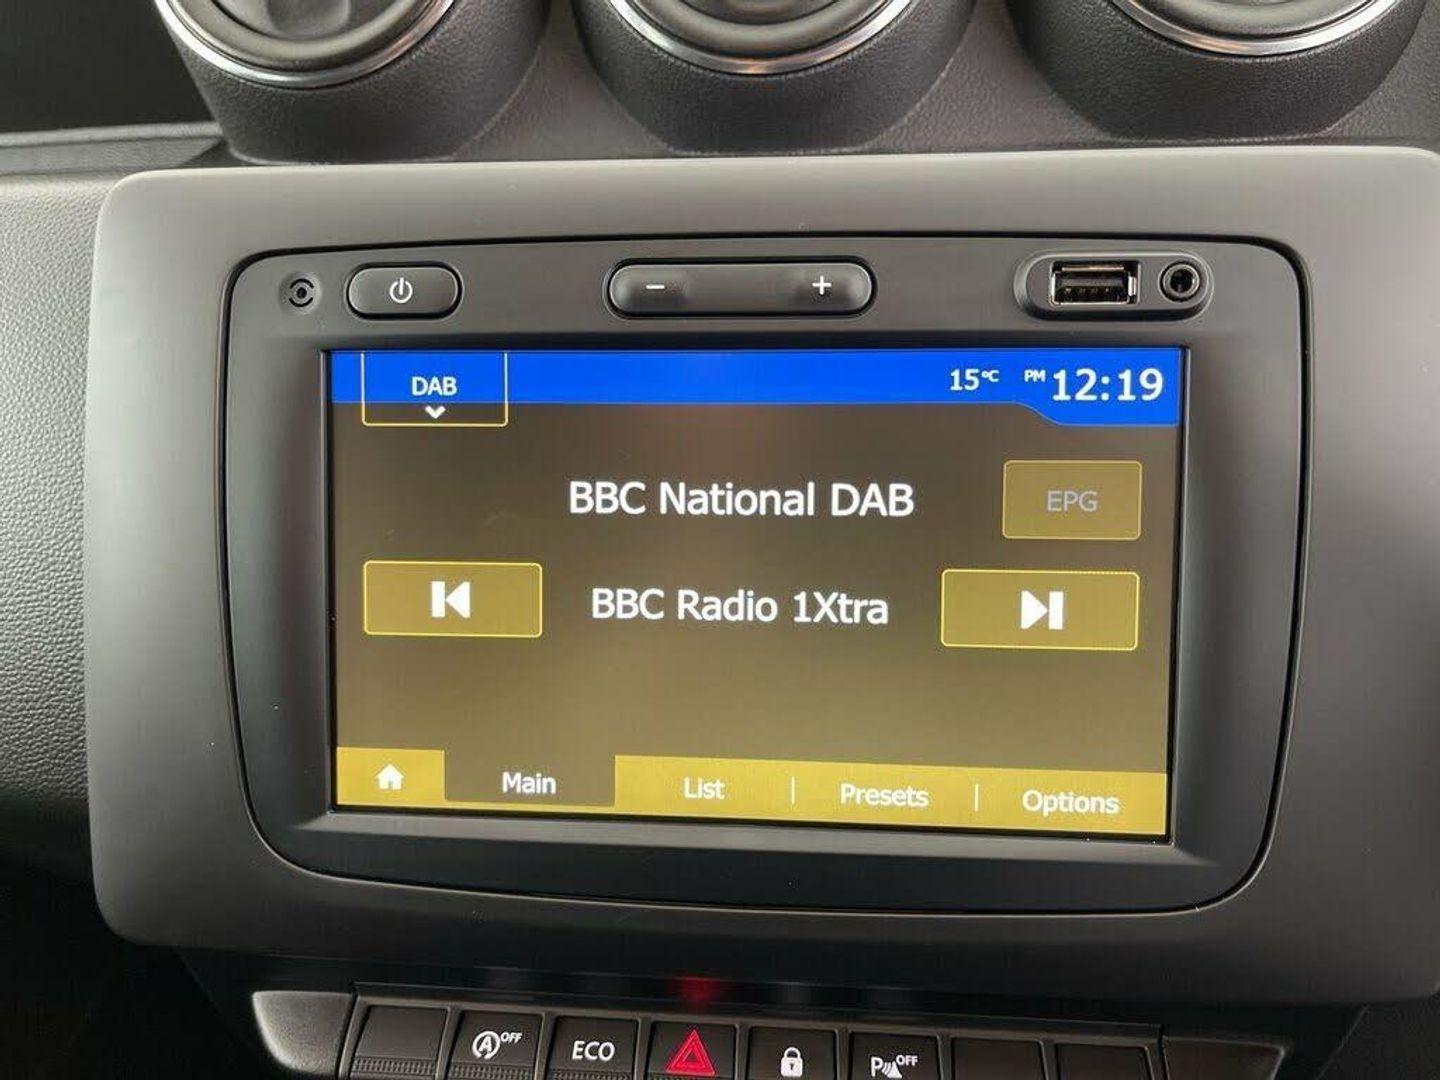 − +
DAB 15°C PM 12:19
BBC National DAB EPG
BBC Radio 1Xtra
Main List Presets Options
A OFF ECO P OFF